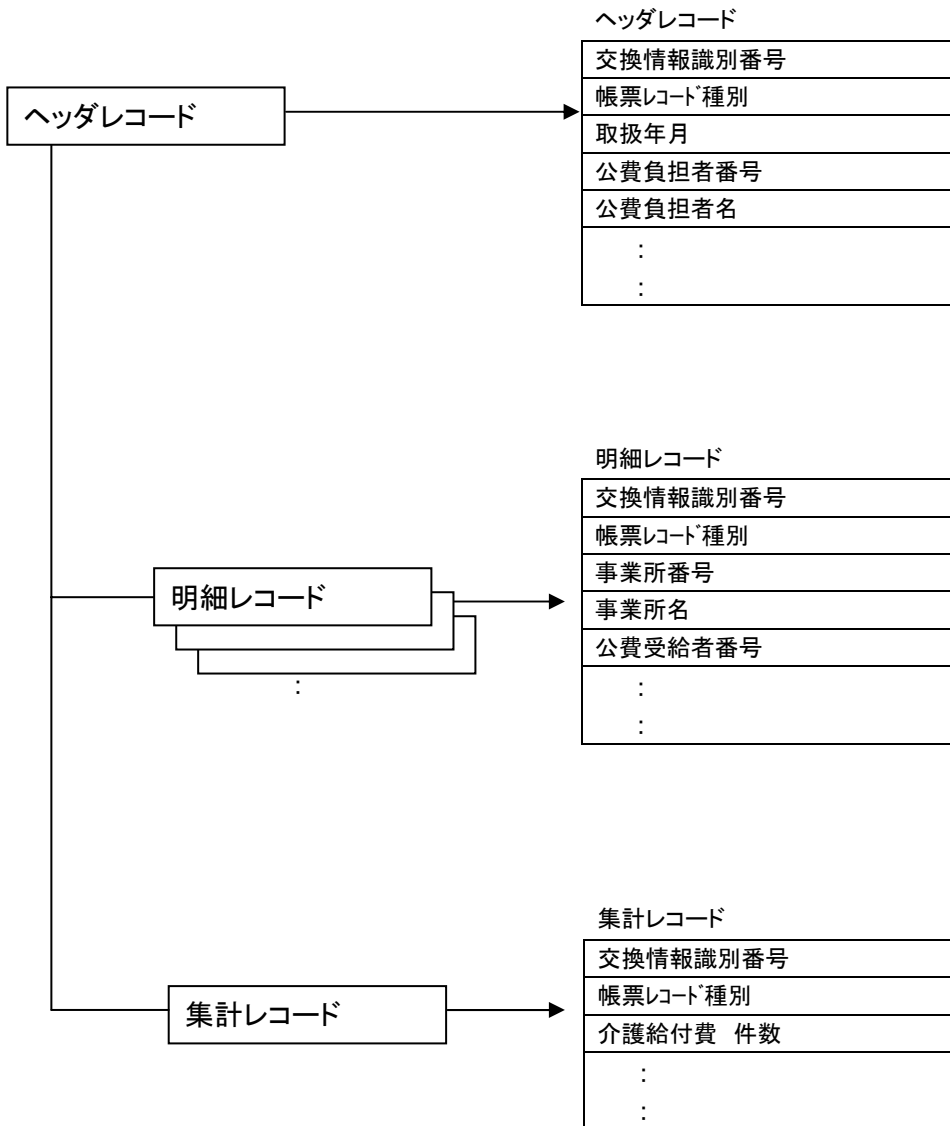 ヘッダレコード
ヘッダレコード
交換情報識別番号
帳票ﾚｺｰﾄﾞ種別
取扱年月
公費負担者番号
公費負担者名
:
:
明細レコード
:
明細レコード
交換情報識別番号
帳票ﾚｺｰﾄﾞ種別
事業所番号
事業所名
公費受給者番号
:
:
集計レコード
集計レコード
交換情報識別番号
帳票ﾚｺｰﾄﾞ種別
介護給付費　件数
:
: